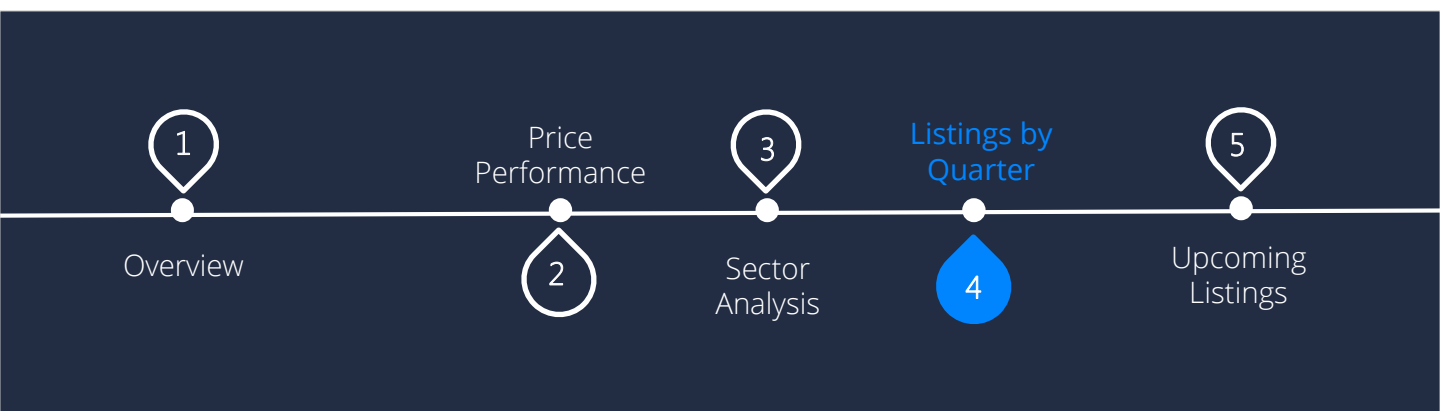 1
Overview
Price
Performance
2
3
Sector
Analysis
Listings by
Quarter
4
5
Upcoming
Listings